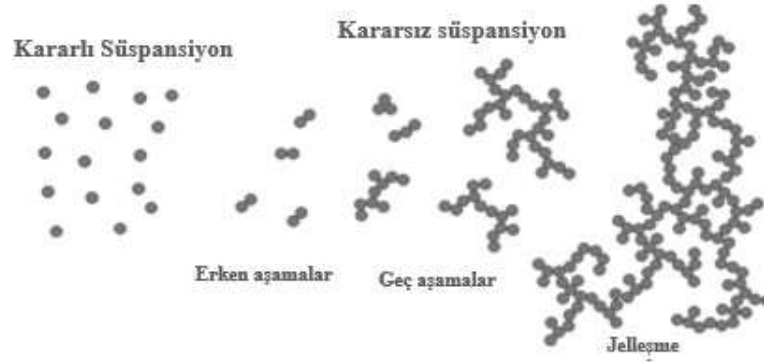 Kararlı Süspansiyon
Kararsız süspansiyon
Erken aşamalar
Geç aşamalar
Jelleşme